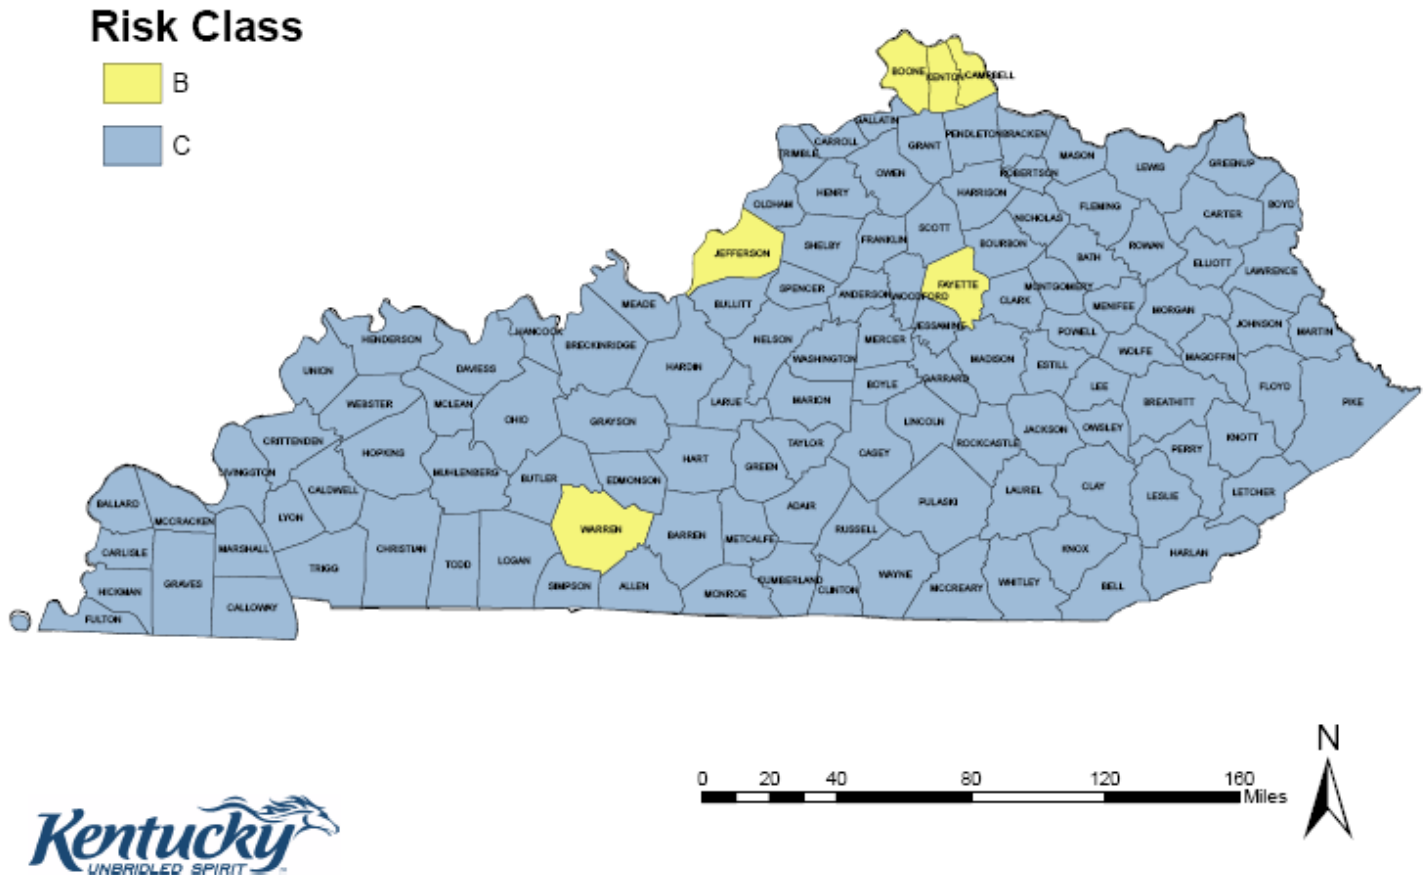 Risk Class
B
C
BOONE
KENTON
CAMPBELL
GALLATIN
PENDLETON
BRACKEN
CARROLL
GRANT
TRIMBLE
MASON
LEWIS
GREENUP
OWEN
ROBERTSON
HENRY
HARRISON
OLDHAM
FLEMING
BOYD
CARTER
NICHOLAS
SCOTT
FRANKLIN
SHELBY
BOURBON
ROWAN
JEFFERSON
BATH
ELLIOTT
LAWRENCE
FAYETTE
SPENCER
ANDERSON
WOODFORD
MONTGOMERY
CLARK
MEADE
BULLITT
MENIFEE
MORGAN
JESSAMINE
JOHNSON
HANCOCK
POWELL
MARTIN
HENDERSON
NELSON
MERCER
BRECKINRIDGE
WOLFE
WASHINGTON
MADISON
MAGOFFIN
ESTILL
HARDIN
UNION
DAVIESS
GARRARD
BOYLE
LEE
FLOYD
LARUE
MARION
BREATHITT
PIKE
WEBSTER
MCLEAN
OHIO
GRAYSON
LINCOLN
OWSLEY
JACKSON
KNOTT
CRITTENDEN
TAYLOR
ROCKCASTLE
PERRY
HOPKINS
CASEY
HART
GREEN
LIVINGSTON
MUHLENBERG
BUTLER
EDMONSON
CLAY
CALDWELL
LAUREL
LETCHER
LESLIE
BALLARD
PULASKI
ADAIR
LYON
MCCRACKEN
WARREN
RUSSELL
BARREN
METCALFE
MARSHALL
CHRISTIAN
KNOX
CARLISLE
HARLAN
LOGAN
TODD
TRIGG
WAYNE
CUMBERLAND
GRAVES
WHITLEY
SIMPSON
ALLEN
BELL
MCCREARY
CLINTON
HICKMAN
MONROE
CALLOWAY
FULTON
N
0 20 40 80 120 160
Miles
Kentucky
UNBRIDLED SPIRIT